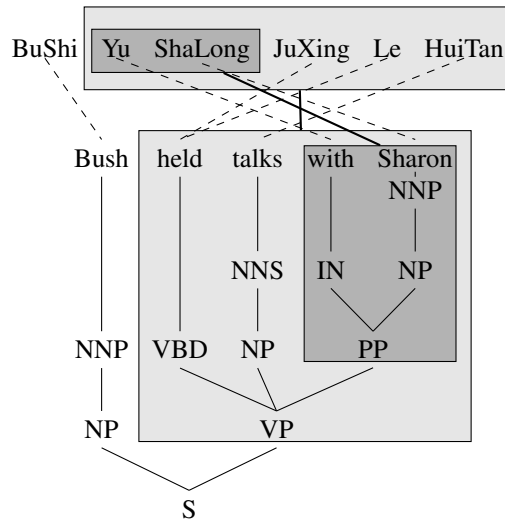 BuShi Yu ShaLong JuXing Le HuiTan
Bush held talks with Sharon
NNP
NNS IN NP
NNP VBD NP PP
NP VP
S